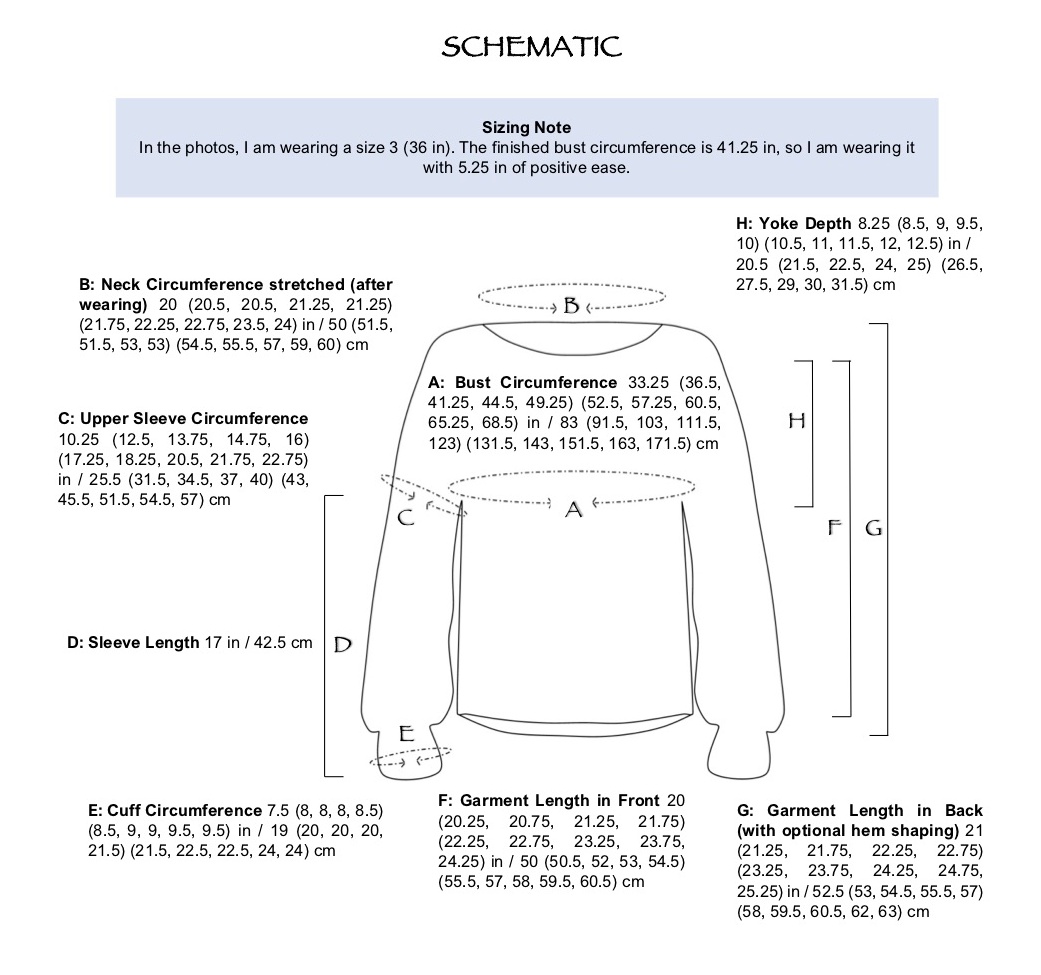 SCHEMATIC
Sizing Note
In the photos, I am wearing a size 3 (36 in). The finished bust circumference is 41.25 in, so I am wearing it
with 5.25 in of positive ease.
H: Yoke Depth 8.25 (8.5, 9, 9.5,
10) (10.5, 11, 11.5, 12, 12.5) in /
20.5 (21.5, 22.5, 24, 25) (26.5,
27.5, 29, 30, 31.5) cm
B: Neck Circumference stretched (after
wearing) 20 (20.5, 20.5, 21.25, 21.25)
(21.75, 22.25, 22.75, 23.5, 24) in / 50 (51.5,
51.5, 53, 53) (54.5, 55.5, 57, 59, 60) cm
B
A: Bust Circumference 33.25 (36.5,
41.25, 44.5, 49.25) (52.5, 57.25, 60.5,
65.25, 68.5) in / 83 (91.5, 103, 111.5,
123) (131.5, 143, 151.5, 163, 171.5) cm
C: Upper Sleeve Circumference
10.25 (12.5, 13.75, 14.75, 16)
(17.25, 18.25, 20.5, 21.75, 22.75)
in / 25.5 (31.5, 34.5, 37, 40) (43,
45.5, 51.5, 54.5, 57) cm
H
C
A
F
G
D: Sleeve Length 17 in / 42.5 cm
D
E
E: Cuff Circumference 7.5 (8, 8, 8, 8.5)
(8.5, 9, 9, 9.5, 9.5) in / 19 (20, 20, 20,
21.5) (21.5, 22.5, 22.5, 24, 24) cm
F: Garment Length in Front 20
(20.25, 20.75, 21.25, 21.75)
(22.25, 22.75, 23.25, 23.75,
24.25) in / 50 (50.5, 52, 53, 54.5)
(55.5, 57, 58, 59.5, 60.5) cm
G: Garment Length in Back
(with optional hem shaping) 21
(21.25, 21.75, 22.25, 22.75)
(23.25, 23.75, 24.25, 24.75,
25.25) in / 52.5 (53, 54.5, 55.5, 57)
(58, 59.5, 60.5, 62, 63) cm